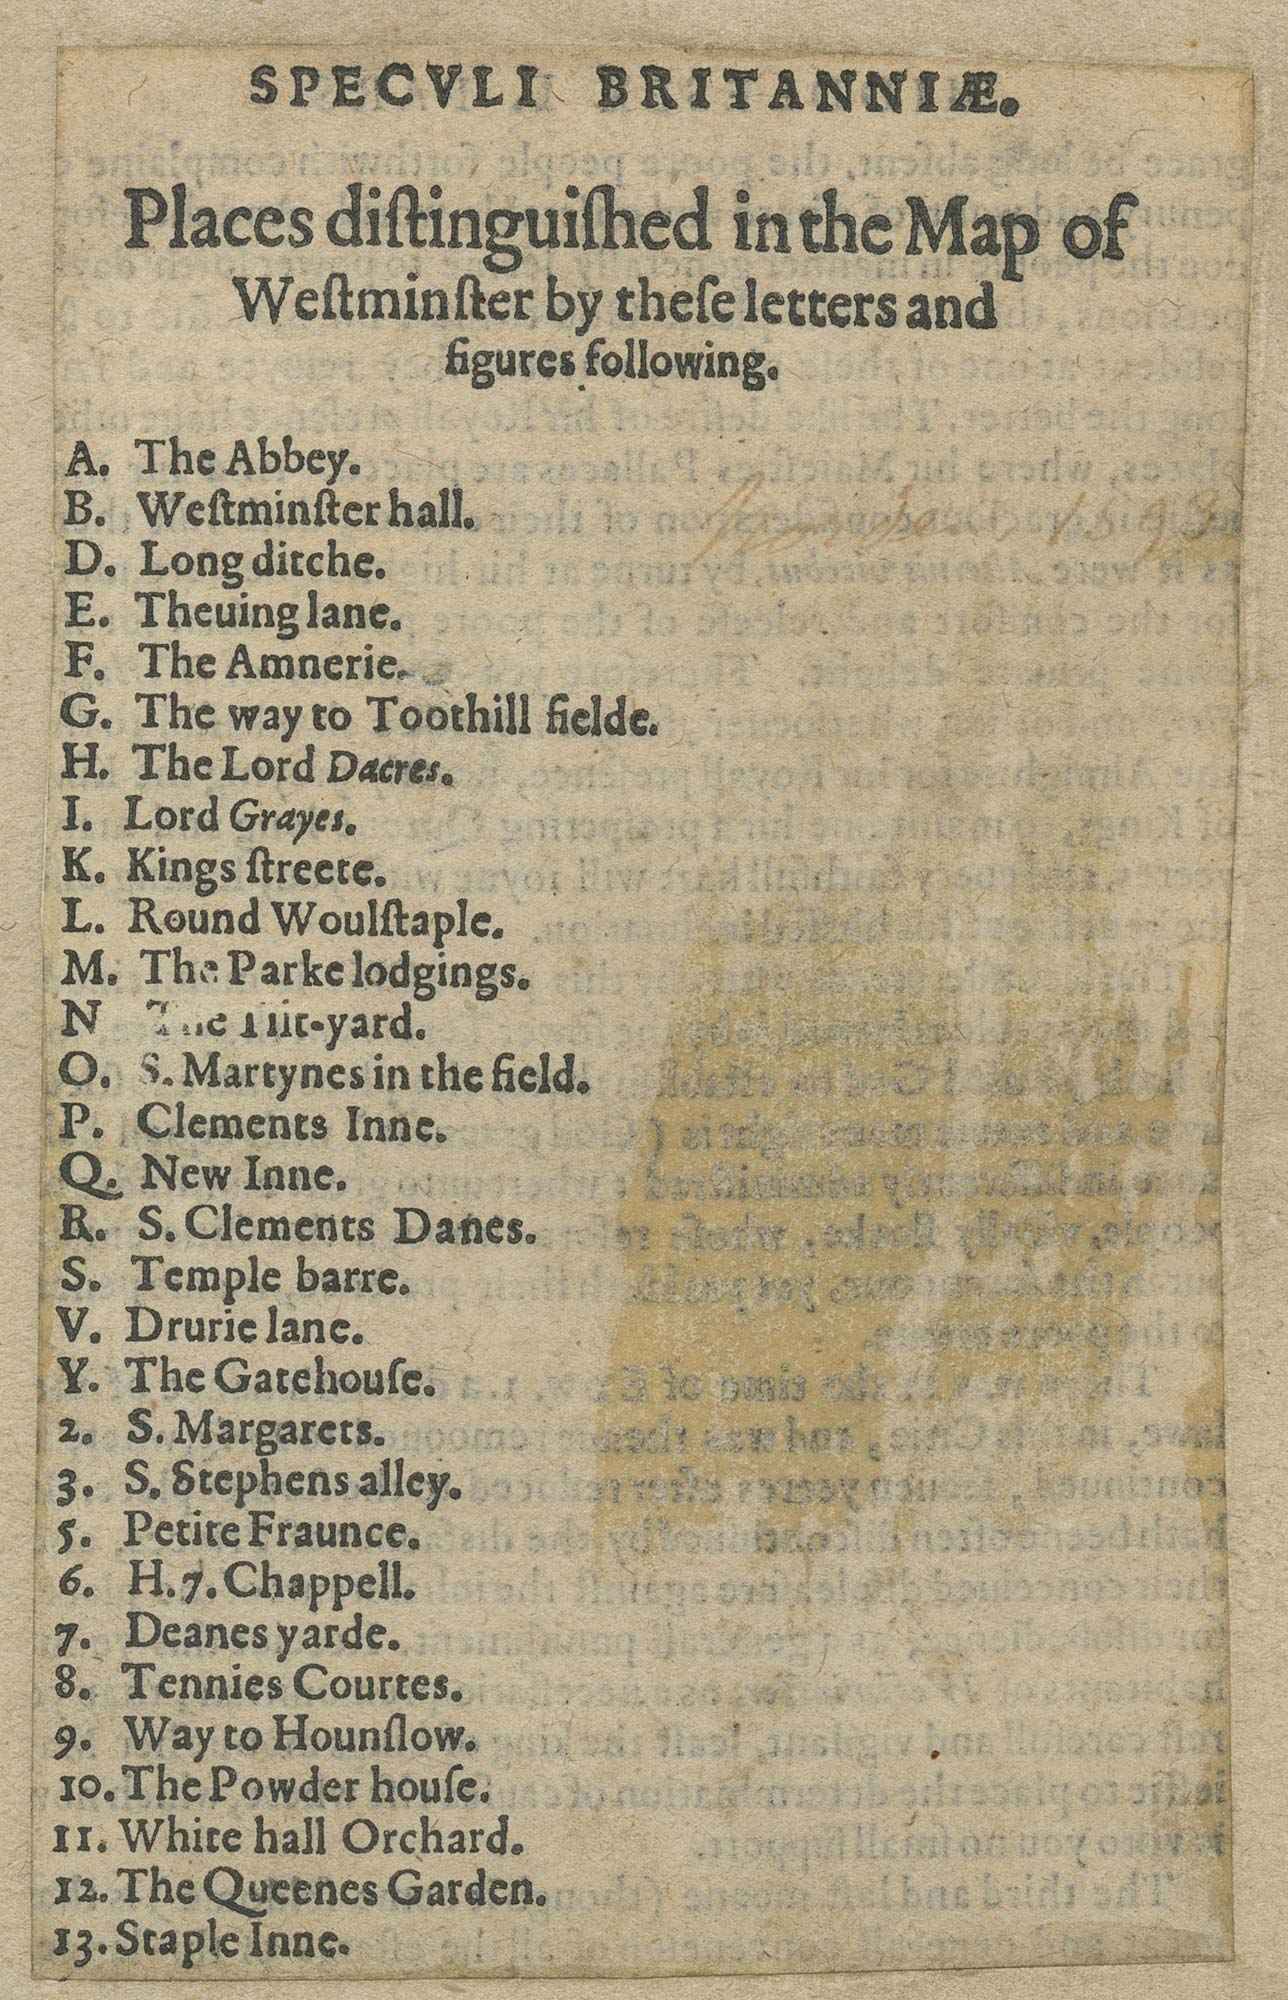 SPECVLI BRITANNIÆ.
Places diſtinguiſhed in the Map of
Weſtminſter by theſe letters and
figures following.
A. The Abbey.
B. Weſtminſter hall.
D. Long ditche.
E. Theuing lane.
F. The Amnerie.
G. The way to Toothill fielde.
H. The Lord Dacres.
I. Lord Grayes.
K. Kings ſtreete.
L. Round Woulſtaple.
M. The Parke lodgings.
N The Tilt-yard.
O. S. Martynes in the field.
P. Clements Inne.
Q. New Inne.
R. S. Clements Danes.
S. Temple barre.
V. Drurie lane.
Y. The Gatehouſe.
2. S. Margarets.
3. S. Stephens alley.
5. Petite Fraunce.
6. H.7. Chappell.
7. Deanes yarde.
8. Tennies Courtes.
9. Way to Hounſlow.
10. The Powder houſe.
11. White hall Orchard.
12. The Queenes Garden.
13. Staple Inne.